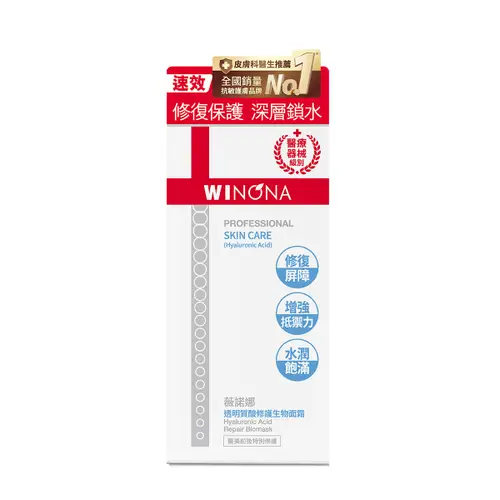 皮膚科醫生推薦
全國銷量
抗敏護膚品牌
No.1
速效
修復保護 深層鎖水
醫療
器械
級別
WINONA
PROFESSIONAL
SKIN CARE
(Hyaluronic Acid)
修復
屏障
增強
抵禦力
水潤
飽滿
薇諾娜
透明質酸修護生物面霜
Hyaluronic Acid
Repair Biomask